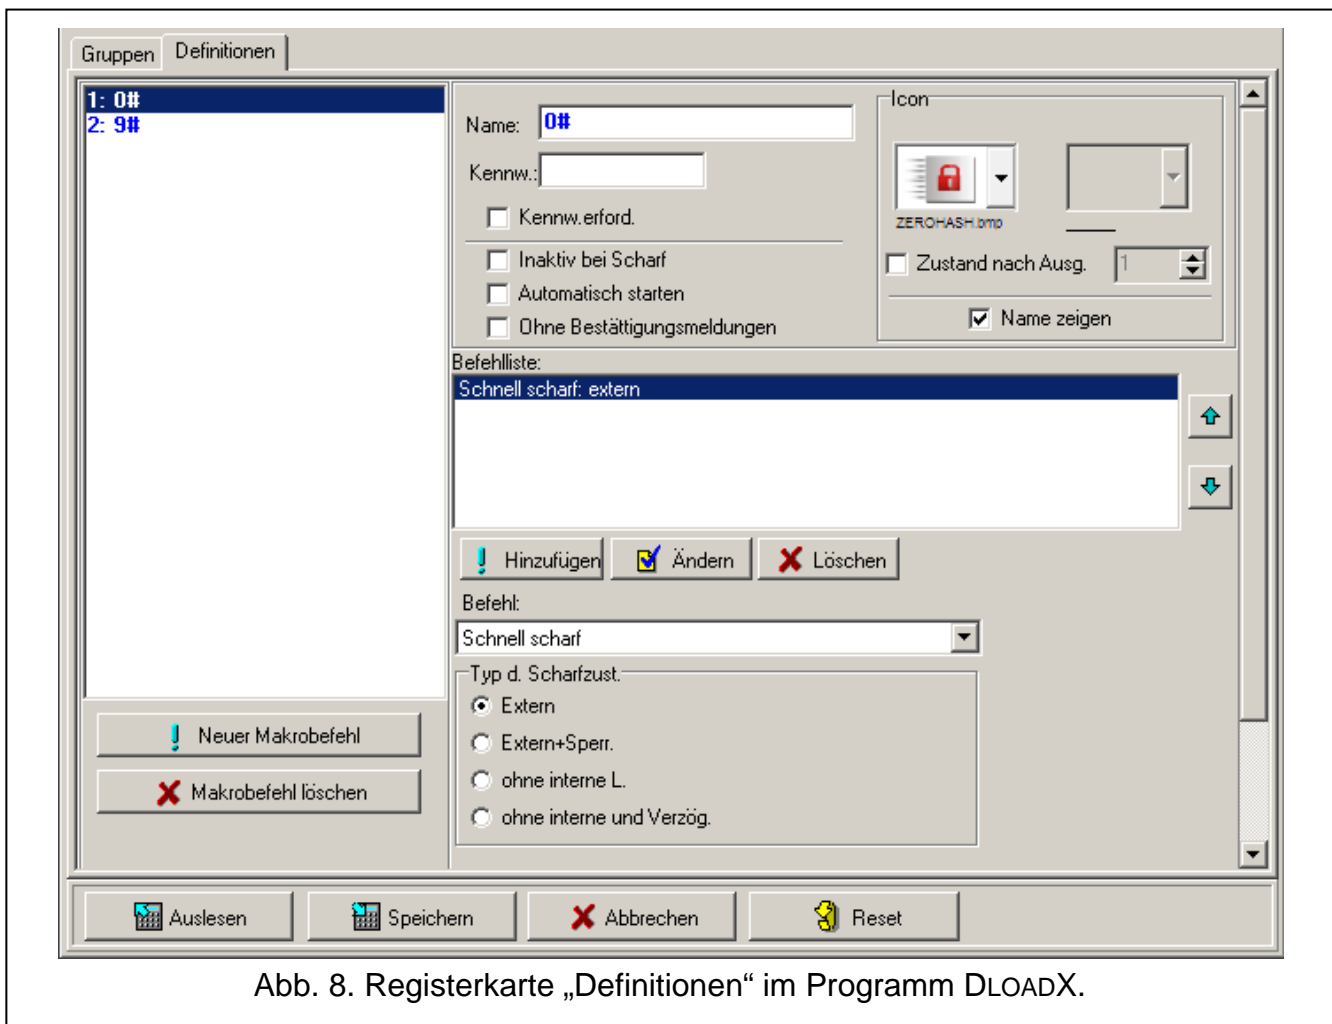 Gruppen
Definitionen
1: 0#
2: 9#
Name: 0#
Kennw.:
Kennw.erford.
Inaktiv bei Scharf
Automatisch starten
Ohne Bestättigungsmeldungen
Icon
ZEROHASH.bmp
Zustand nach Ausg. 1
Name zeigen
Befehlliste:
Schnell scharf: extern
Hinzufügen
Ändern
Löschen
Befehl:
Schnell scharf
Typ d. Scharfzust.
Extern
Extern+Sperr.
ohne interne L.
ohne interne und Verzög.
Neuer Makrobefehl
Makrobefehl löschen
Auslesen
Speichern
Abbrechen
Reset
Abb. 8. Registerkarte „Definitionen“ im Programm DLOADX.